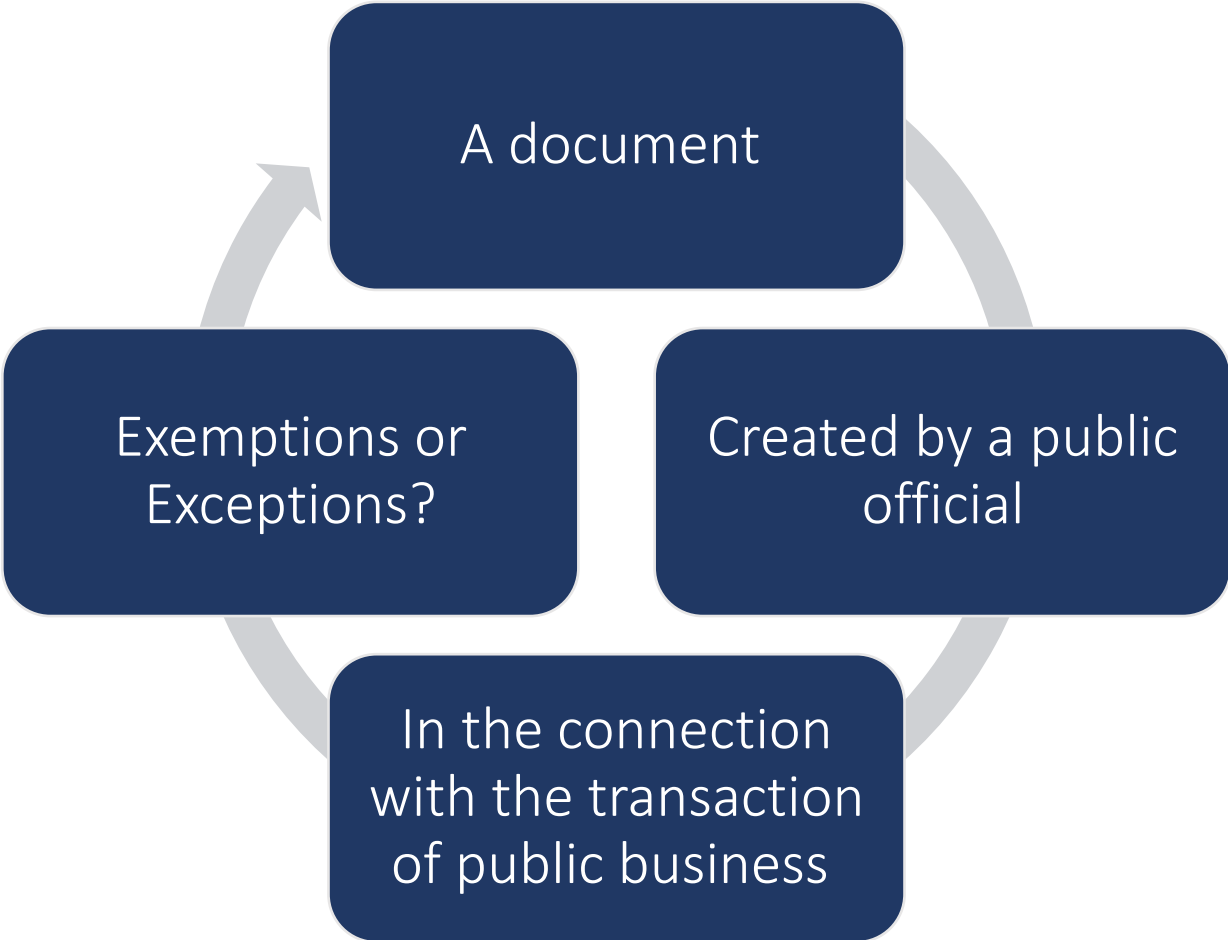 A document
Created by a public
official
In the connection
with the transaction
of public business
Exemptions or
Exceptions?